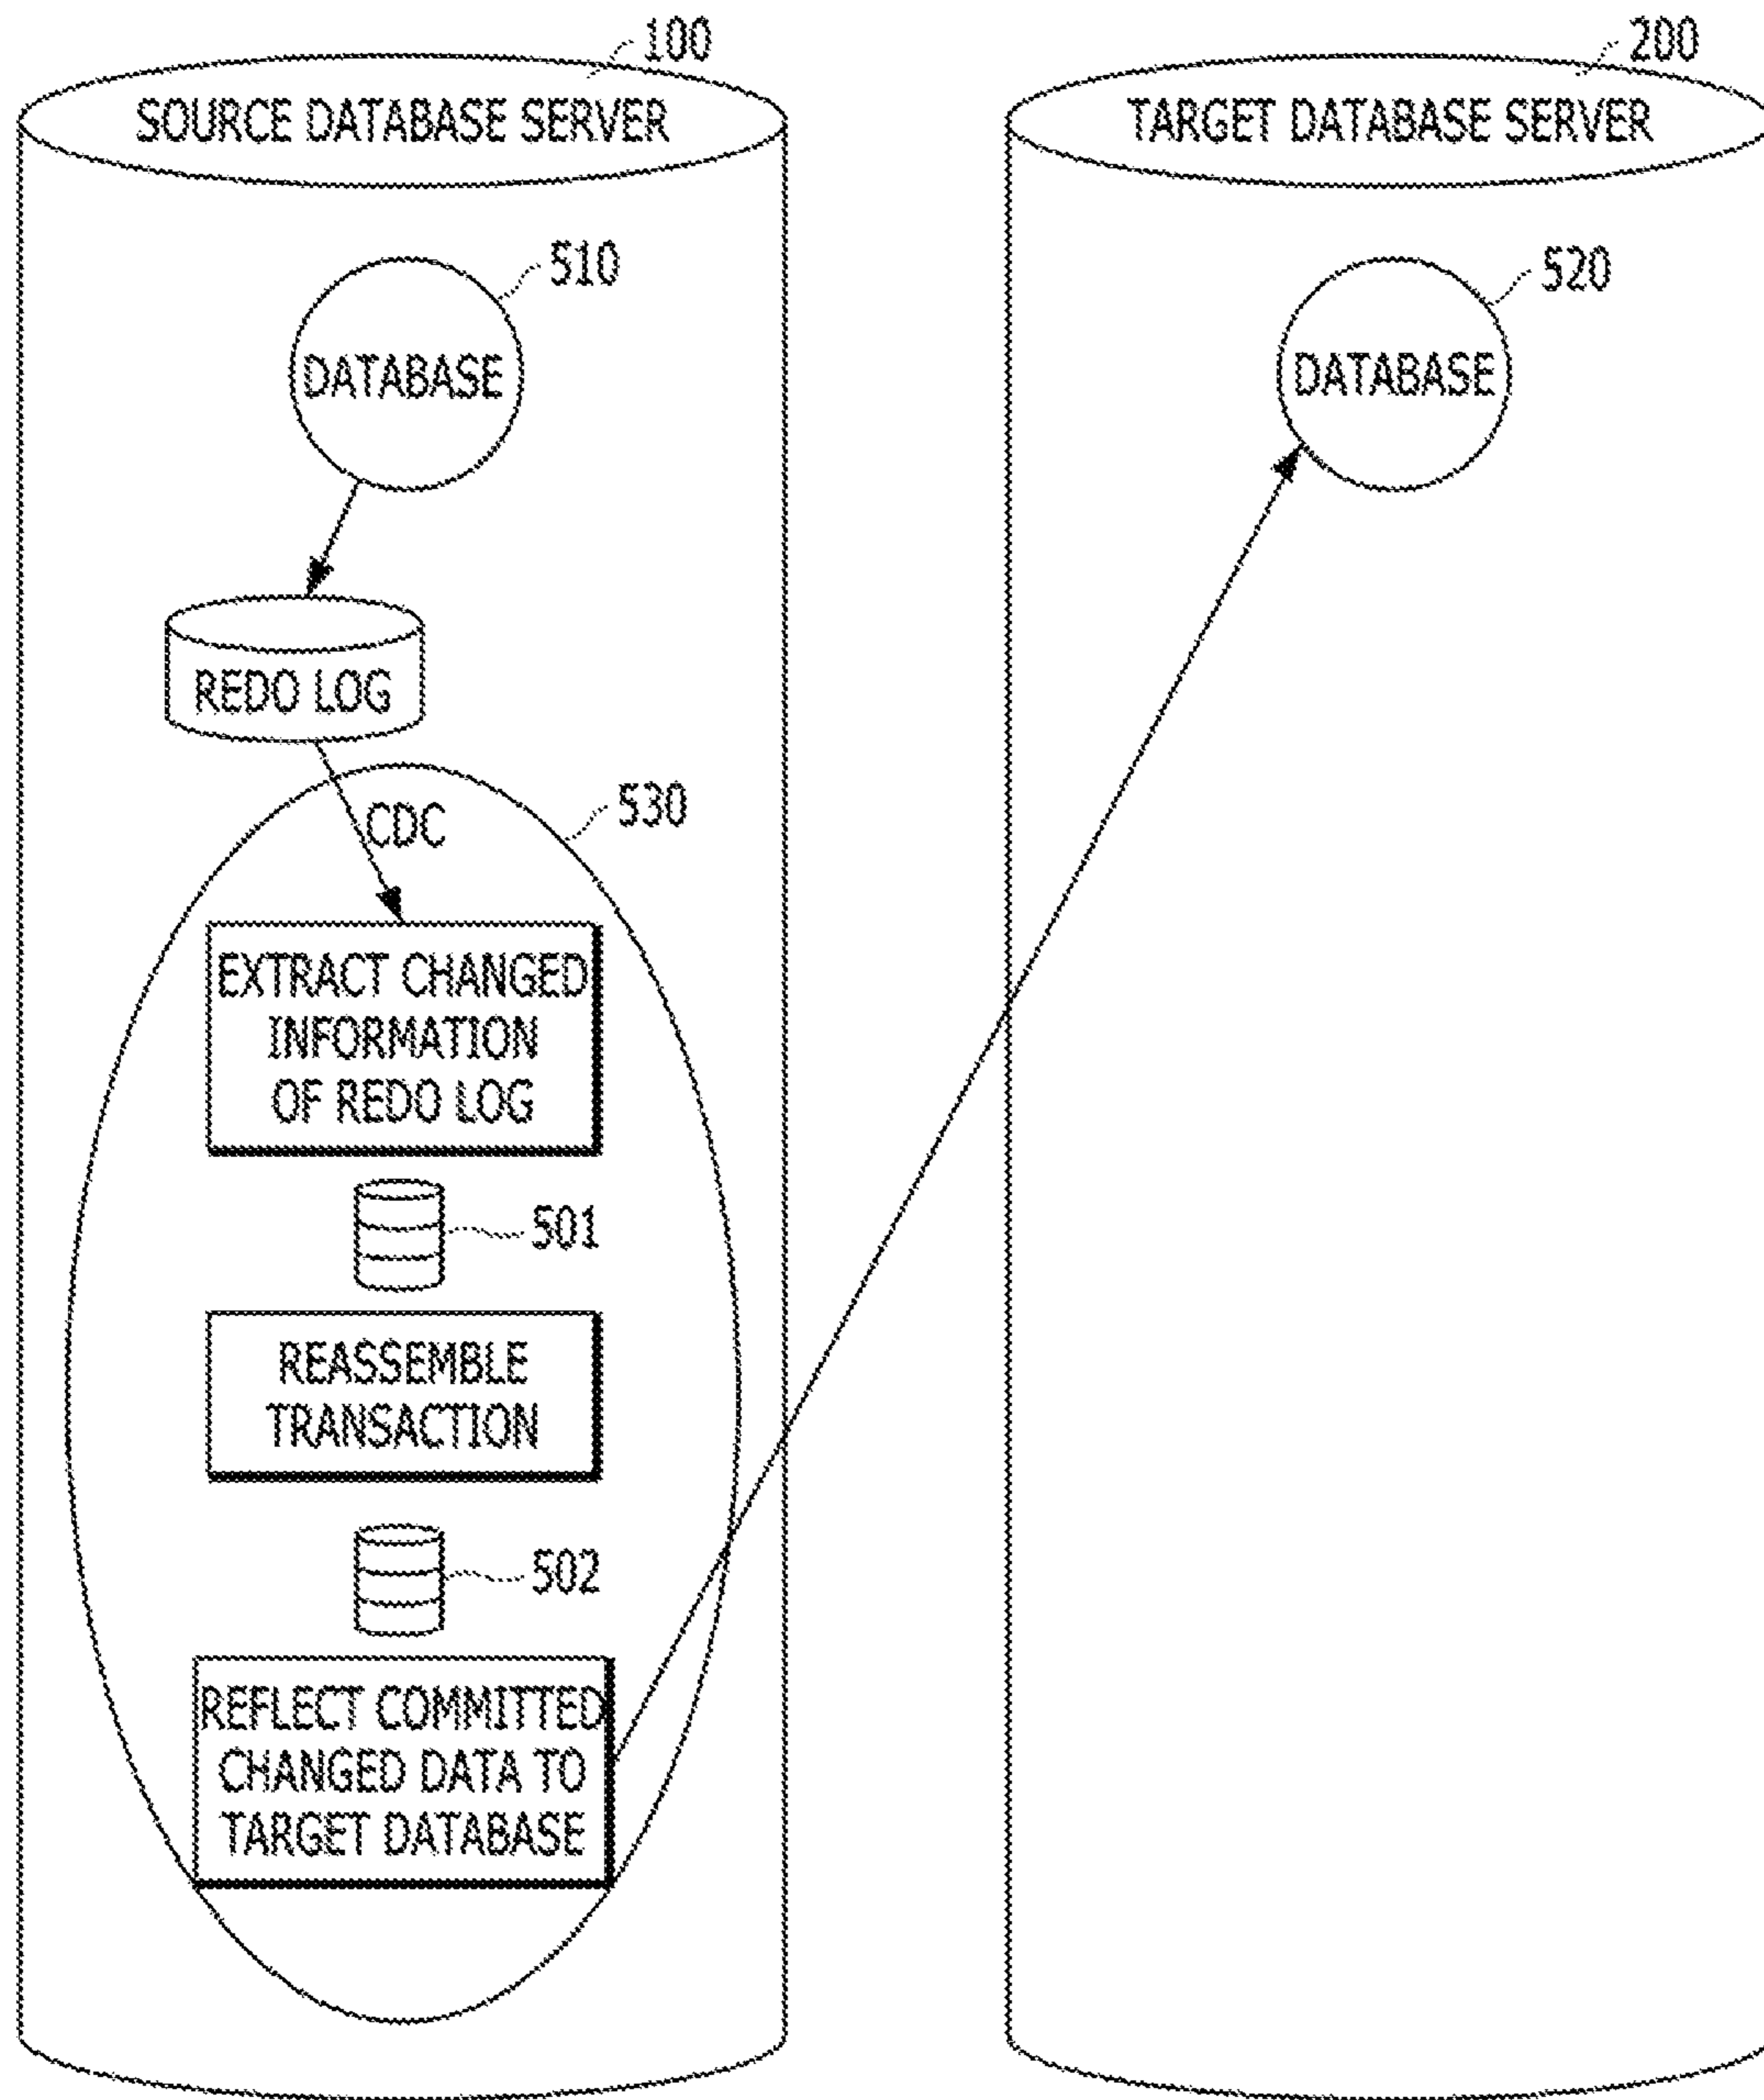 100
200
SOURCE DATABASE SERVER
TARGET DATABASE SERVER
510
520
DATABASE
DATABASE
REDO LOG
530
CDC
EXTRACT CHANGED
INFORMATION
OF REDO LOG
501
REASSEMBLE
TRANSACTION
502
REFLECT COMMITTED
CHANGED DATA TO
TARGET DATABASE